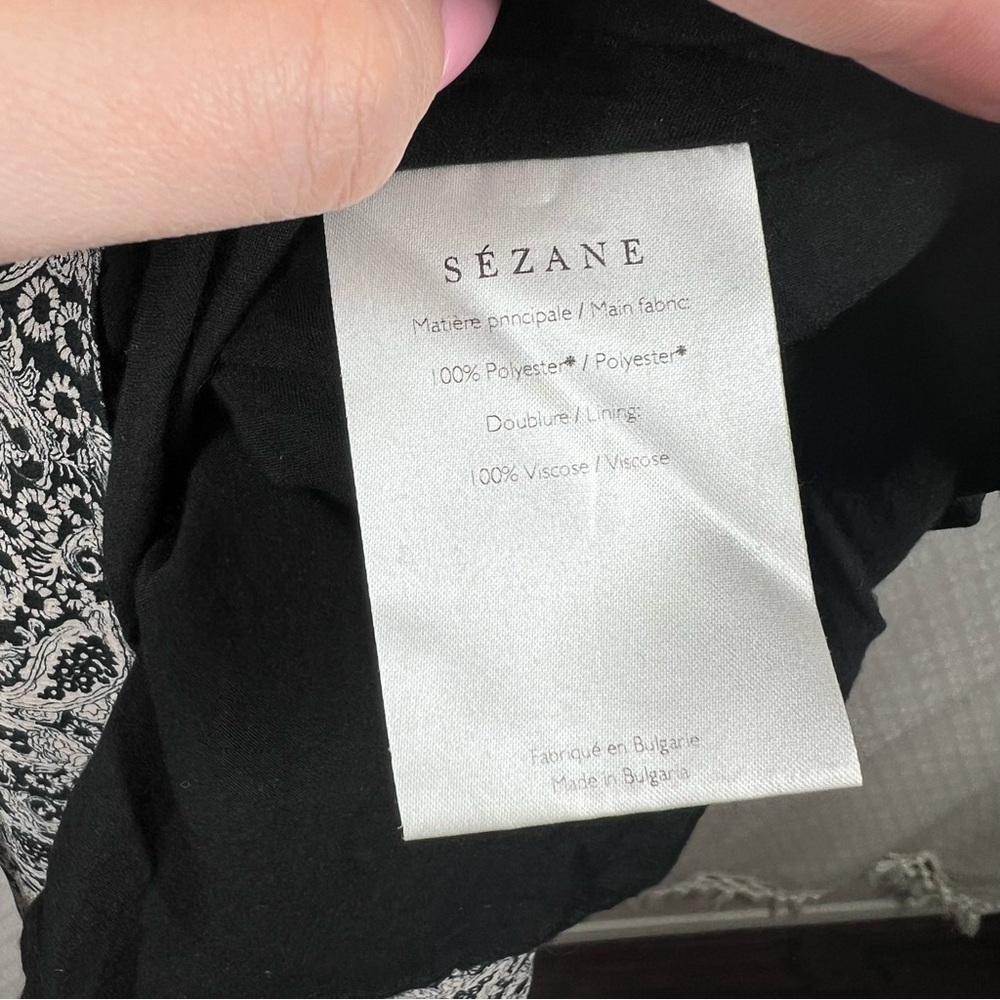 SÉZANE
Matière principale / Main fabric:
100% Polyester* / Polyester*
Doublure / Lining:
100% Viscose / Viscose
Fabriqué en Bulgarie
Made in Bulgaria